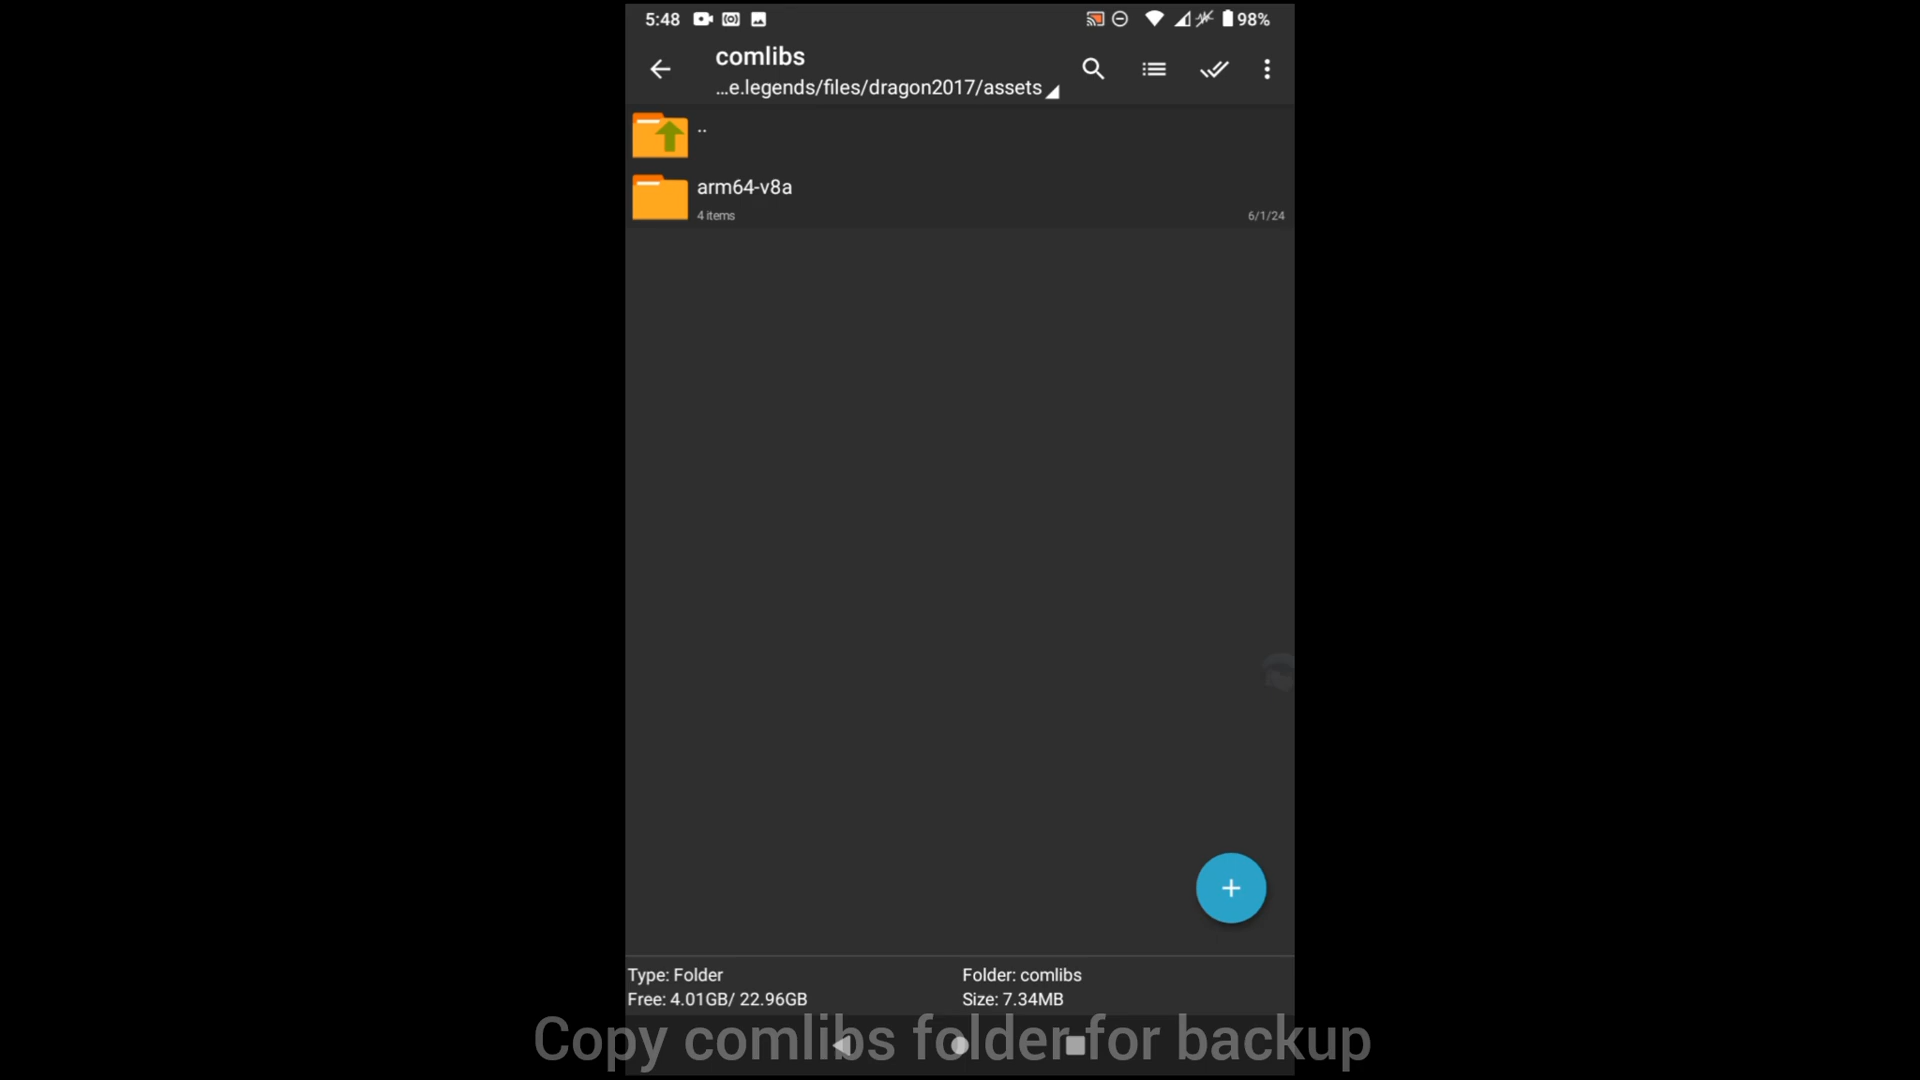 5:48
98%
comlibs
...e.legends/files/dragon2017/assets
..
arm64-v8a
4 items
6/1/24
Type: Folder
Folder: comlibs
Free: 4.01GB/ 22.96GB
Size: 7.34MB
Copy comlibs folder for backup